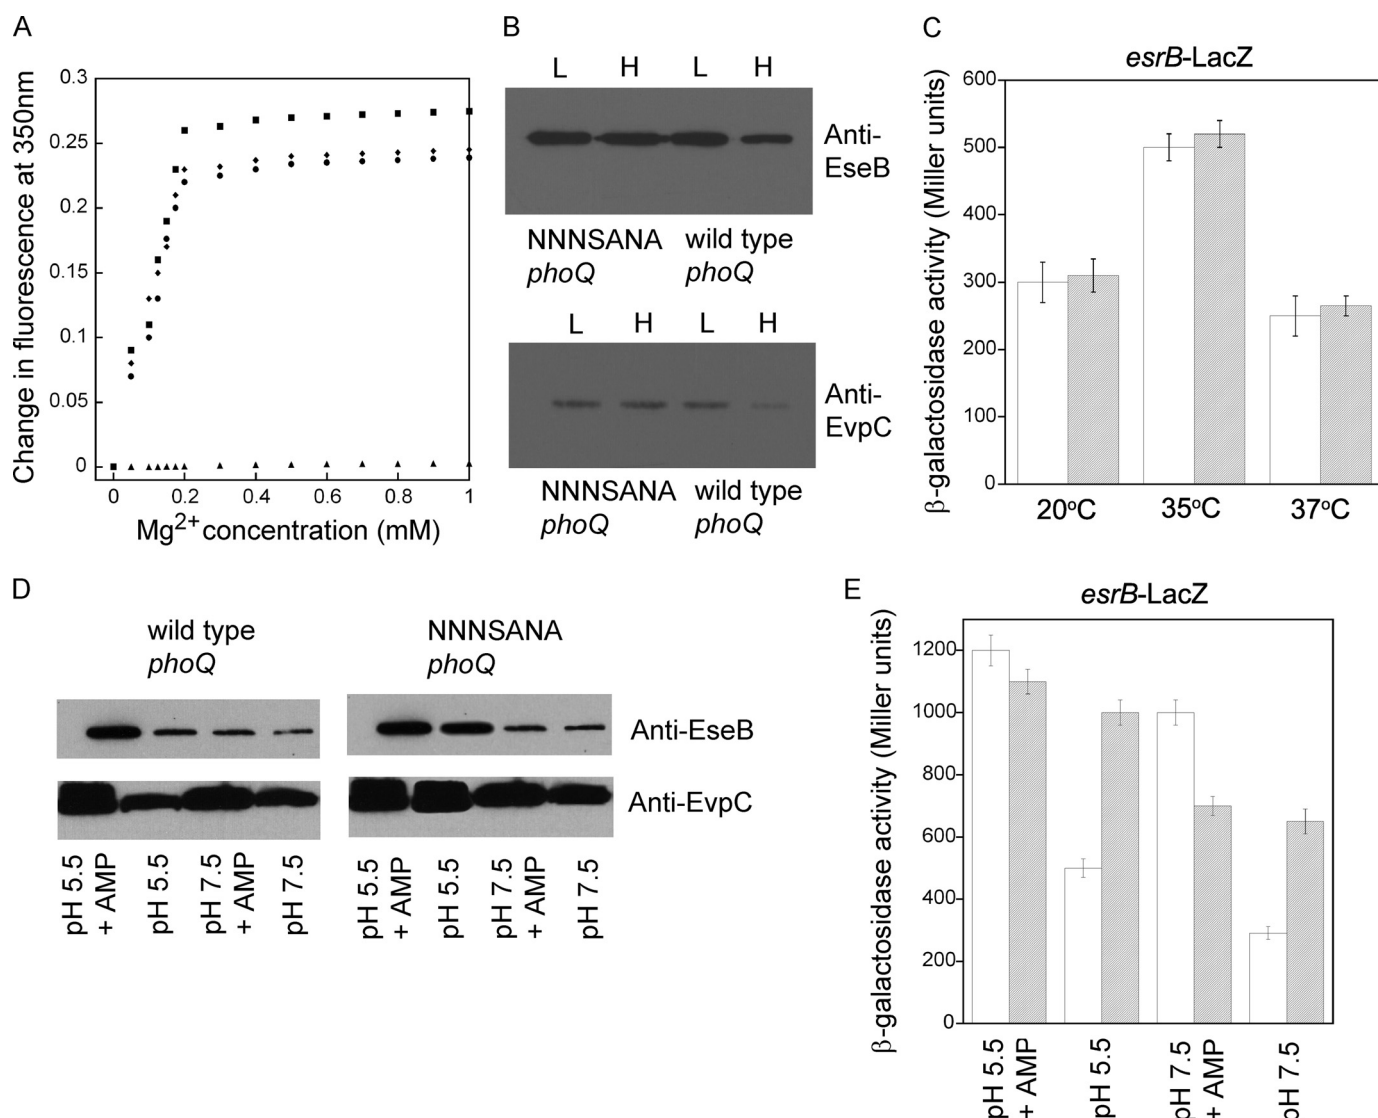 A
Change in fluorescence at 350nm
0.3
0.25
0.2
0.15
0.1
0.05
0
0 0.2 0.4 0.6 0.8 1
Mg²⁺ concentration (mM)
B
L H L H
Anti-
EseB
NNNSANA wild type
phoQ phoQ
L H L H
Anti-
EvpC
NNNSANA wild type
phoQ phoQ
C
esrB-LacZ
β-galactosidase activity (Miller units)
600
500
400
300
200
100
0
20°C 35°C 37°C
D
wild type NNNSANA
phoQ phoQ
Anti-EseB
Anti-EvpC
pH 5.5
+ AMP
pH 5.5
pH 7.5
+ AMP
pH 7.5
pH 5.5
+ AMP
pH 5.5
pH 7.5
+ AMP
pH 7.5
E
esrB-LacZ
β-galactosidase activity (Miller units)
1200
1000
800
600
400
200
0
pH 5.5
+ AMP
pH 5.5
pH 7.5
+ AMP
pH 7.5